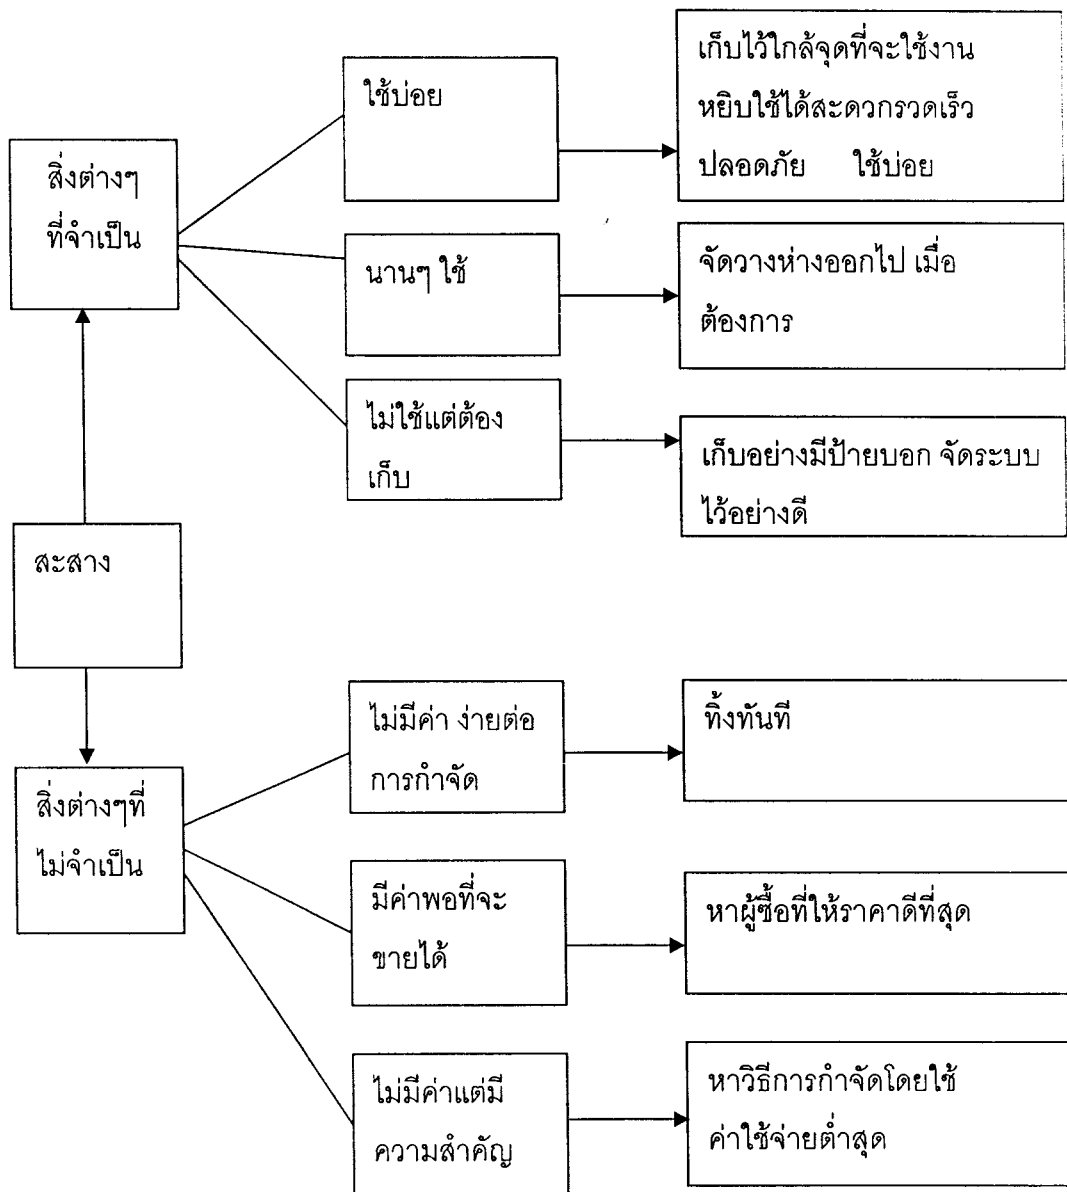 ใช้บ่อย
เก็บไว้ใกล้จุดที่จะใช้งาน
หยิบใช้ได้สะดวกรวดเร็ว
ปลอดภัย ใช้บ่อย
สิ่งต่างๆ
ที่จำเป็น
นานๆ ใช้
จัดวางห่างออกไป เมื่อ
ต้องการ
ไม่ใช้แต่ต้อง
เก็บ
เก็บอย่างมีป้ายบอก จัดระบบ
ไว้อย่างดี
สะสาง
ไม่มีค่า ง่ายต่อ
การกำจัด
ทิ้งทันที
สิ่งต่างๆที่
ไม่จำเป็น
มีค่าพอที่จะ
ขายได้
หาผู้ซื้อที่ให้ราคาดีที่สุด
ไม่มีค่าแต่มี
ความสำคัญ
หาวิธีการกำจัดโดยใช้
ค่าใช้จ่ายต่ำสุด